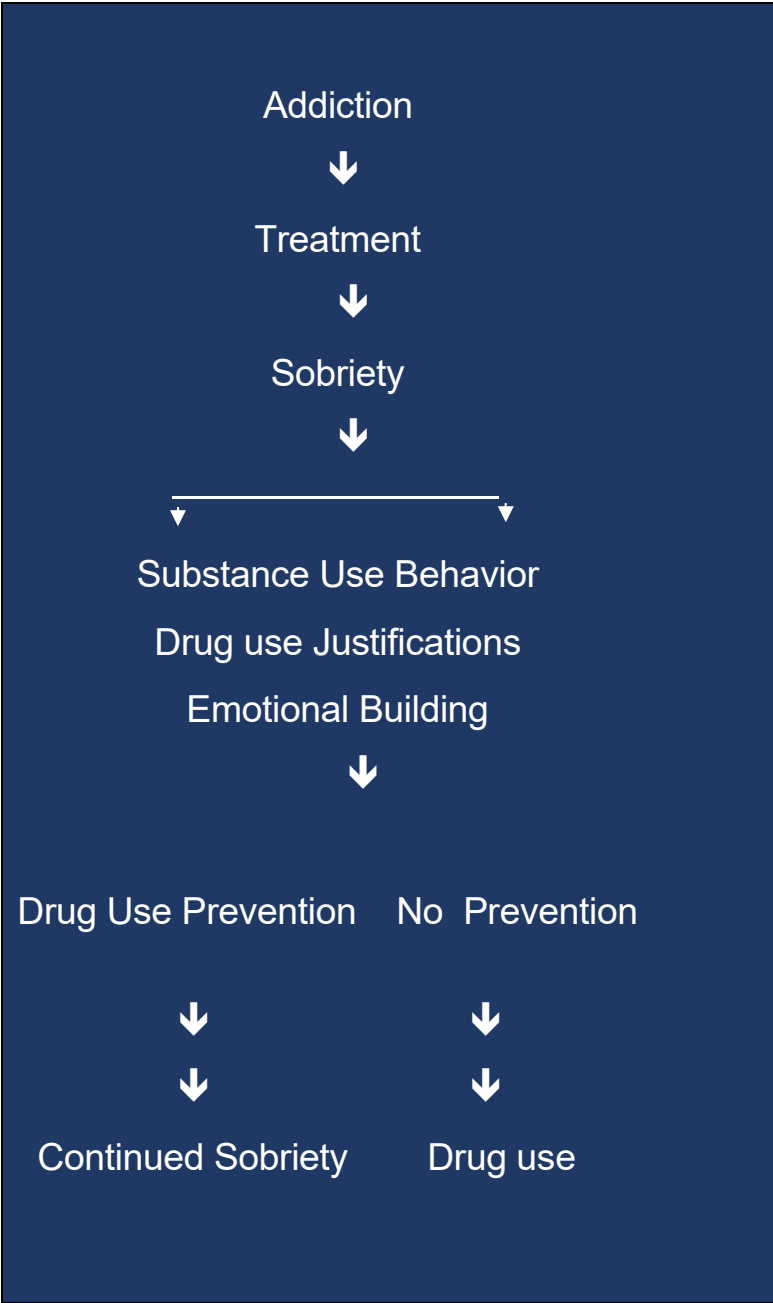 Addiction
Treatment
Sobriety
Substance Use Behavior
Drug use Justifications
Emotional Building
Drug Use Prevention No Prevention
Continued Sobriety Drug use